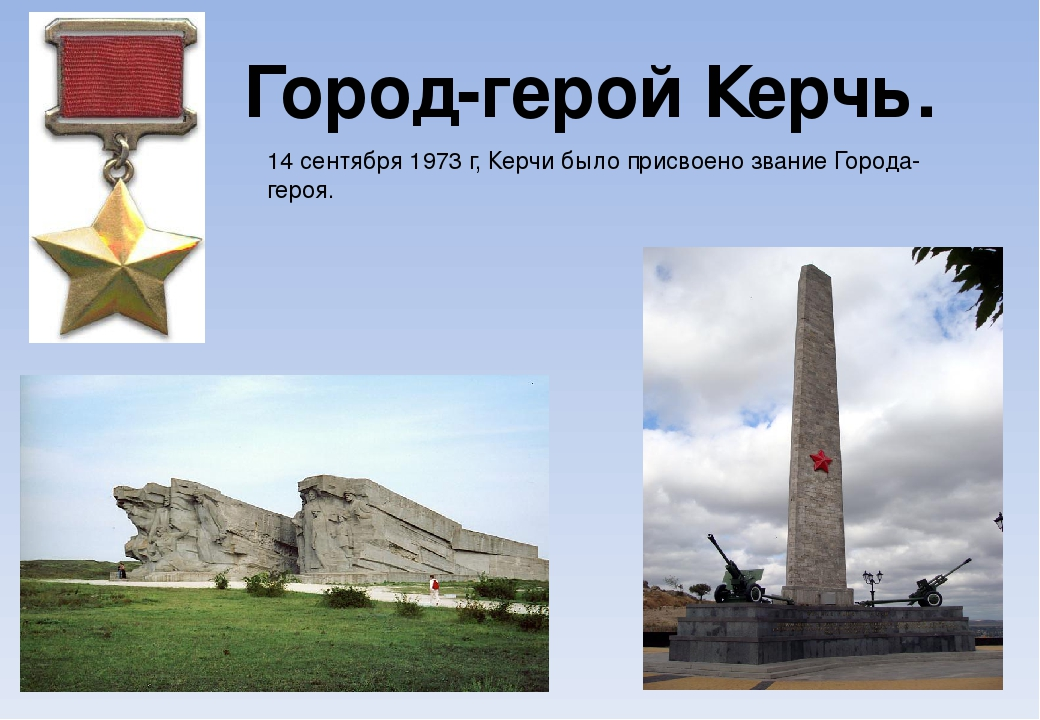 Город-герой Керчь.
14 сентября 1973 г, Керчи было присвоено звание Города-
героя.